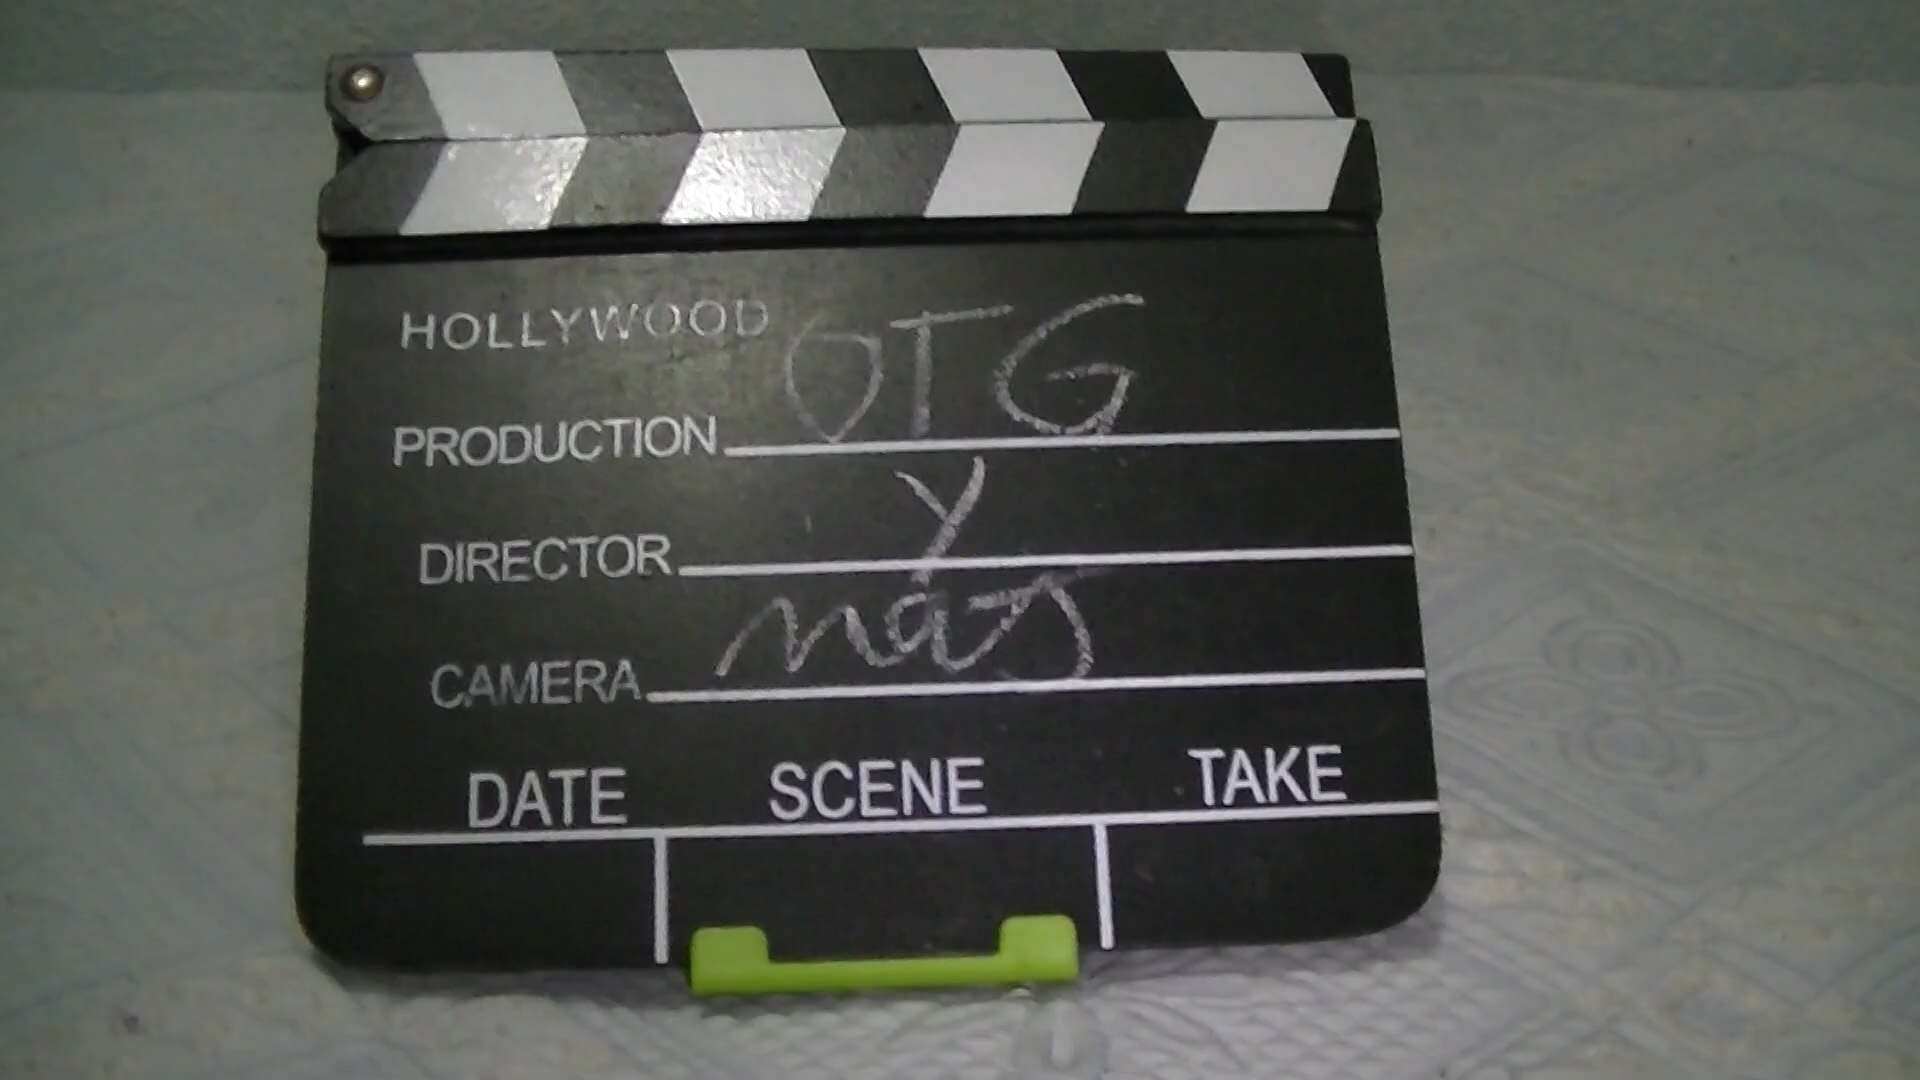 HOLLYWOOD
PRODUCTION OTG
DIRECTOR Y
CAMERA más
DATE SCENE TAKE